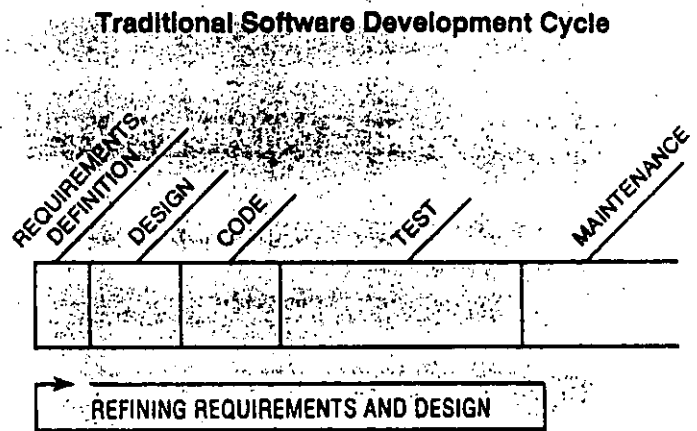 Traditional Software Development Cycle
REQUIREMENTS
DEFINITION
DESIGN
CODE
TEST
MAINTENANCE
REFINING REQUIREMENTS AND DESIGN